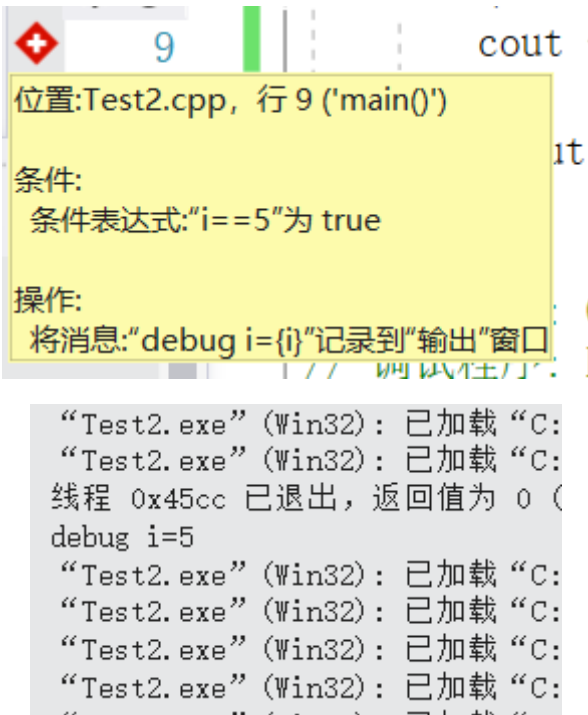 9
cout
位置:Test2.cpp，行 9 ('main()')
条件:
条件表达式:“i==5”为 true
操作:
将消息:“debug i={i}”记录到“输出”窗口
// 调试程序:
“Test2.exe” (Win32): 已加载 “C:
“Test2.exe” (Win32): 已加载 “C:
线程 0x45cc 已退出，返回值为 0 (
debug i=5
“Test2.exe” (Win32): 已加载 “C:
“Test2.exe” (Win32): 已加载 “C:
“Test2.exe” (Win32): 已加载 “C:
“Test2.exe” (Win32): 已加载 “C: